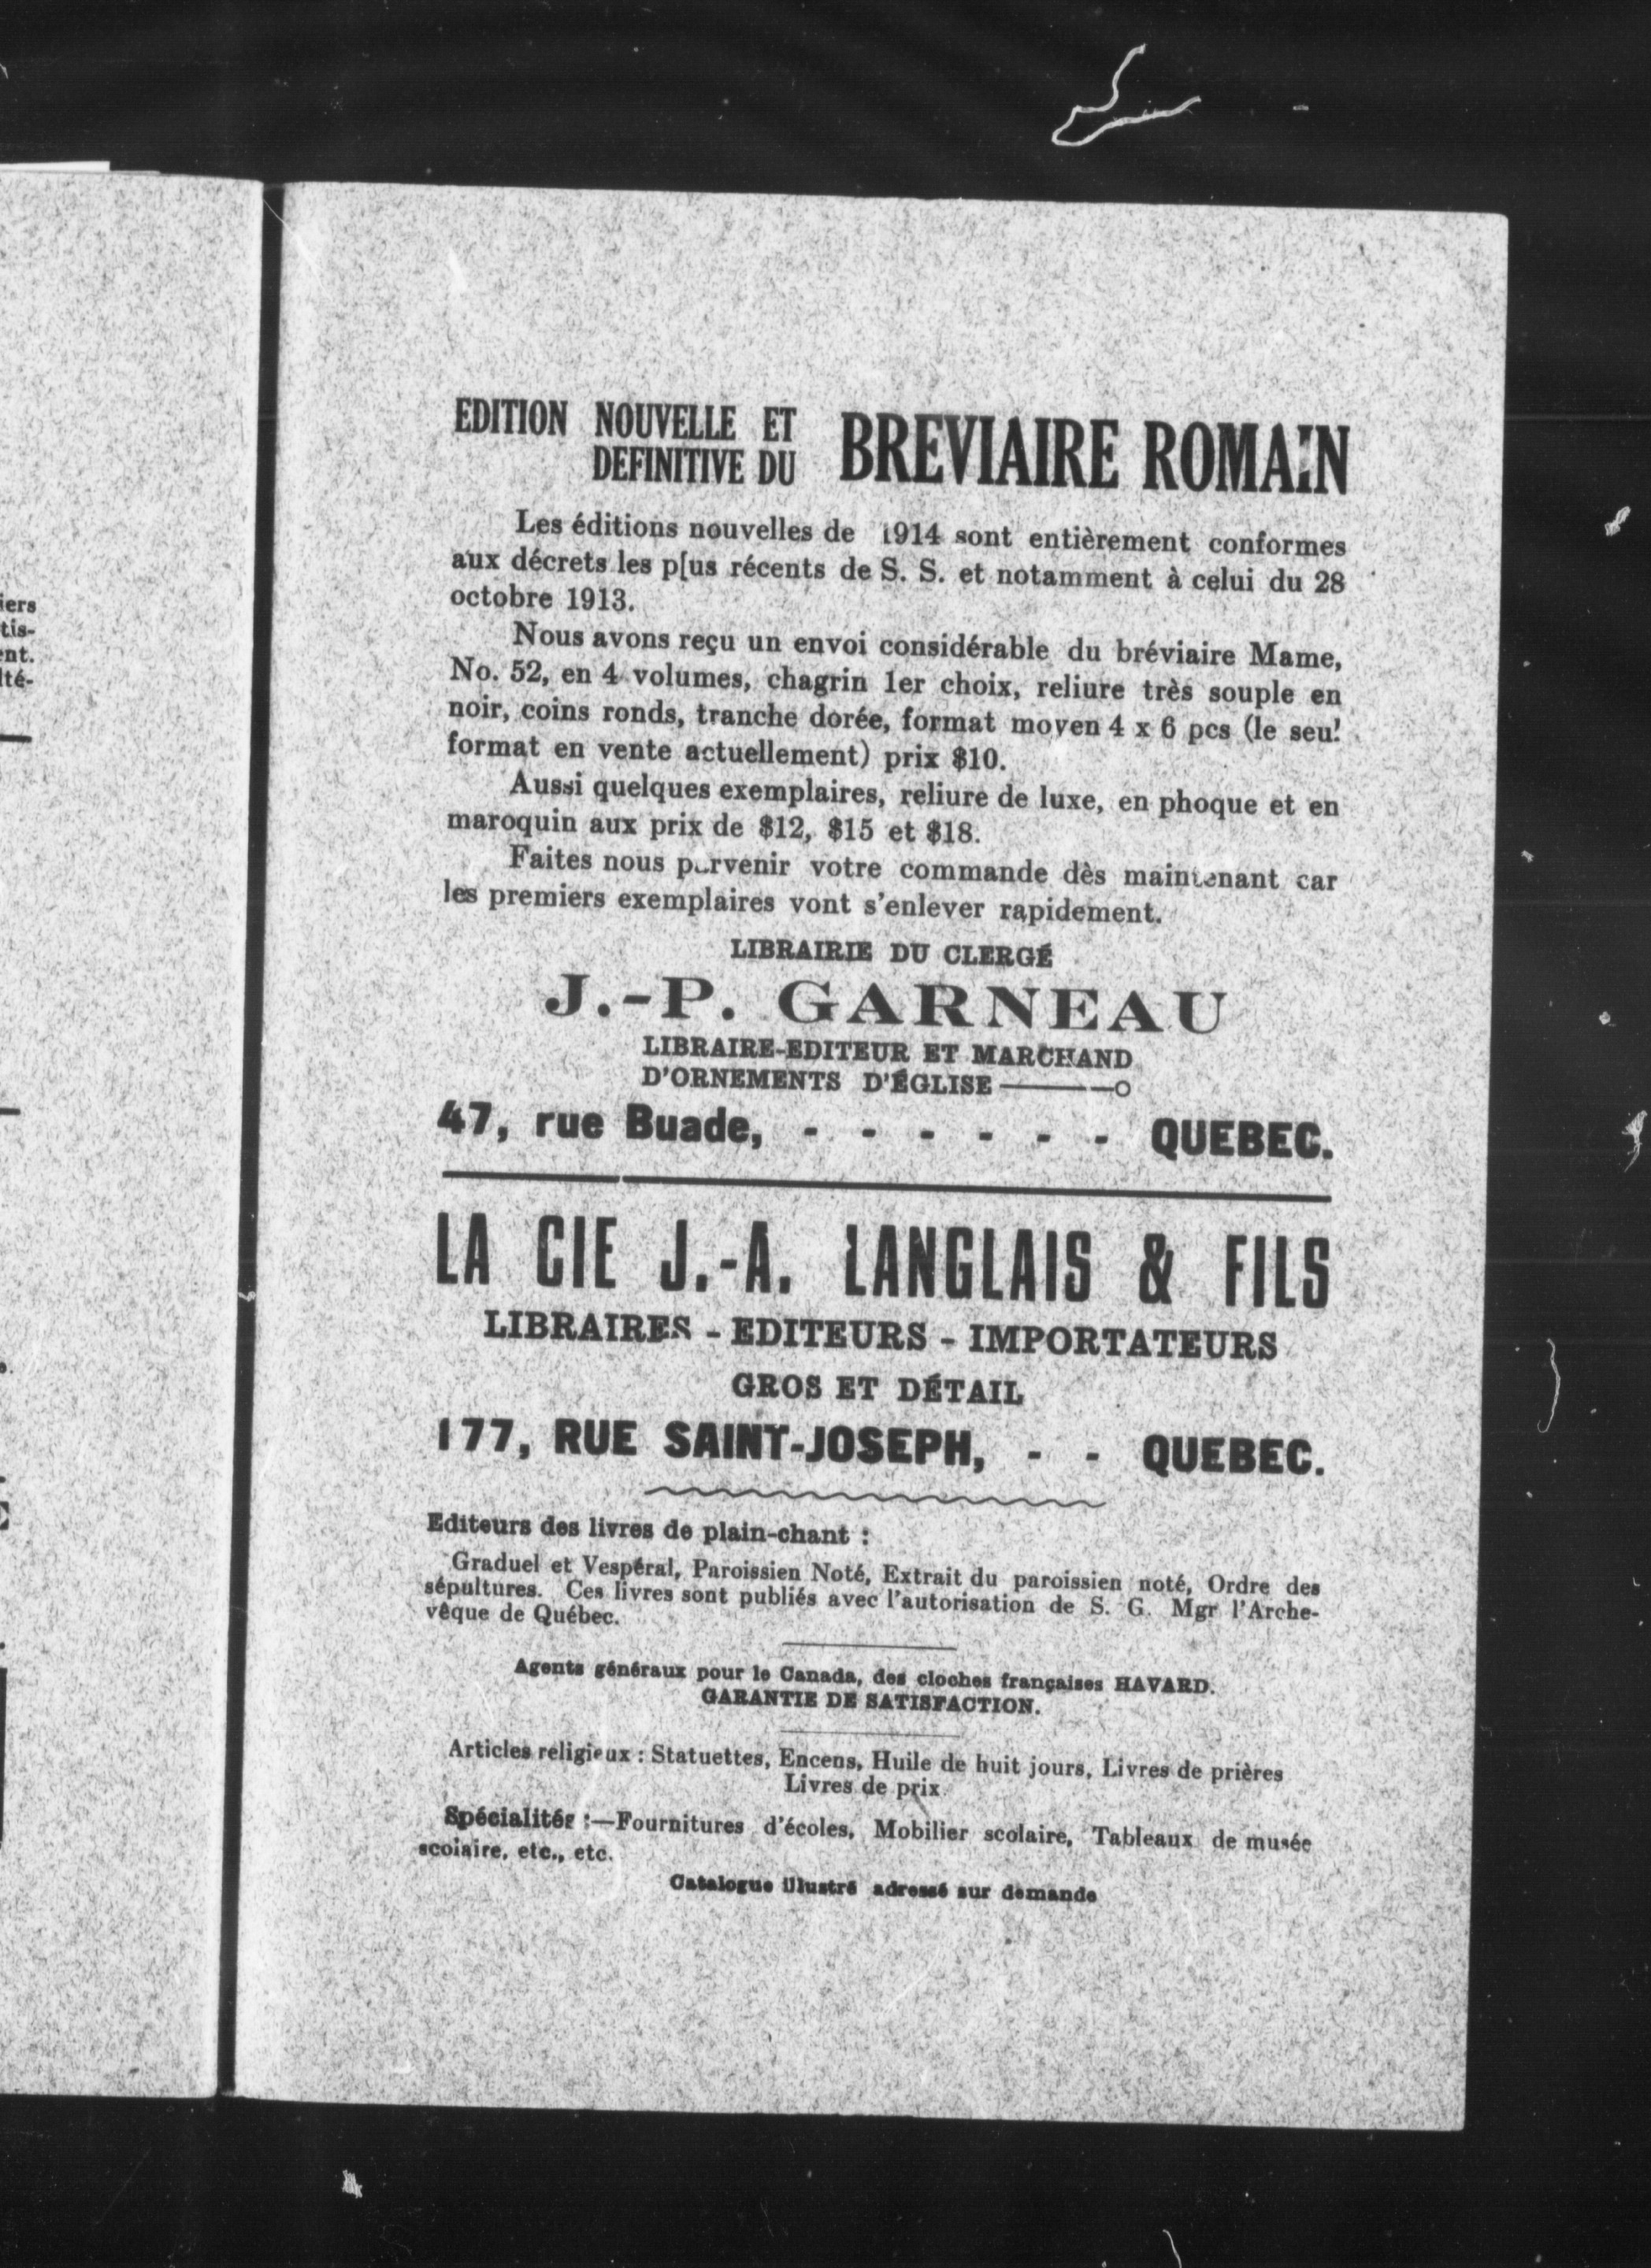 iers
tis-
ent.
lté-
EDITION NOUVELLE ET
DEFINITIVE DU
BREVIAIRE ROMAIN
Les éditions nouvelles de 1914 sont entièrement conformes
aux décrets les p[us récents de S. S. et notamment à celui du 28
octobre 1913.
Nous avons reçu un envoi considérable du bréviaire Mame,
No. 52, en 4 volumes, chagrin 1er choix, reliure très souple en
noir, coins ronds, tranche dorée, format moyen 4 x 6 pcs (le seul
format en vente actuellement) prix $10.
Aussi quelques exemplaires, reliure de luxe, en phoque et en
maroquin aux prix de $12, $15 et $18.
Faites nous parvenir votre commande dès maintenant car
les premiers exemplaires vont s'enlever rapidement.
LIBRAIRIE DU CLERGÉ
J.-P. GARNEAU
LIBRAIRE-EDITEUR ET MARCHAND
D'ORNEMENTS D'ÉGLISE
47, rue Buade, - - - - - - QUEBEC.
LA CIE J.-A. LANGLAIS & FILS
LIBRAIRES - EDITEURS - IMPORTATEURS
GROS ET DÉTAIL
177, RUE SAINT-JOSEPH, - - QUEBEC.
Editeurs des livres de plain-chant :
Graduel et Vespéral, Paroissien Noté, Extrait du paroissien noté, Ordre des
sépultures. Ces livres sont publiés avec l'autorisation de S. G. Mgr l'Arche-
vêque de Québec.
Agents généraux pour le Canada, des cloches françaises HAVARD.
GARANTIE DE SATISFACTION.
Articles religieux : Statuettes, Encens, Huile de huit jours, Livres de prières
Livres de prix
Spécialités :—Fournitures d'écoles, Mobilier scolaire, Tableaux de musée
scolaire, etc., etc.
Catalogue illustré adressé sur demande